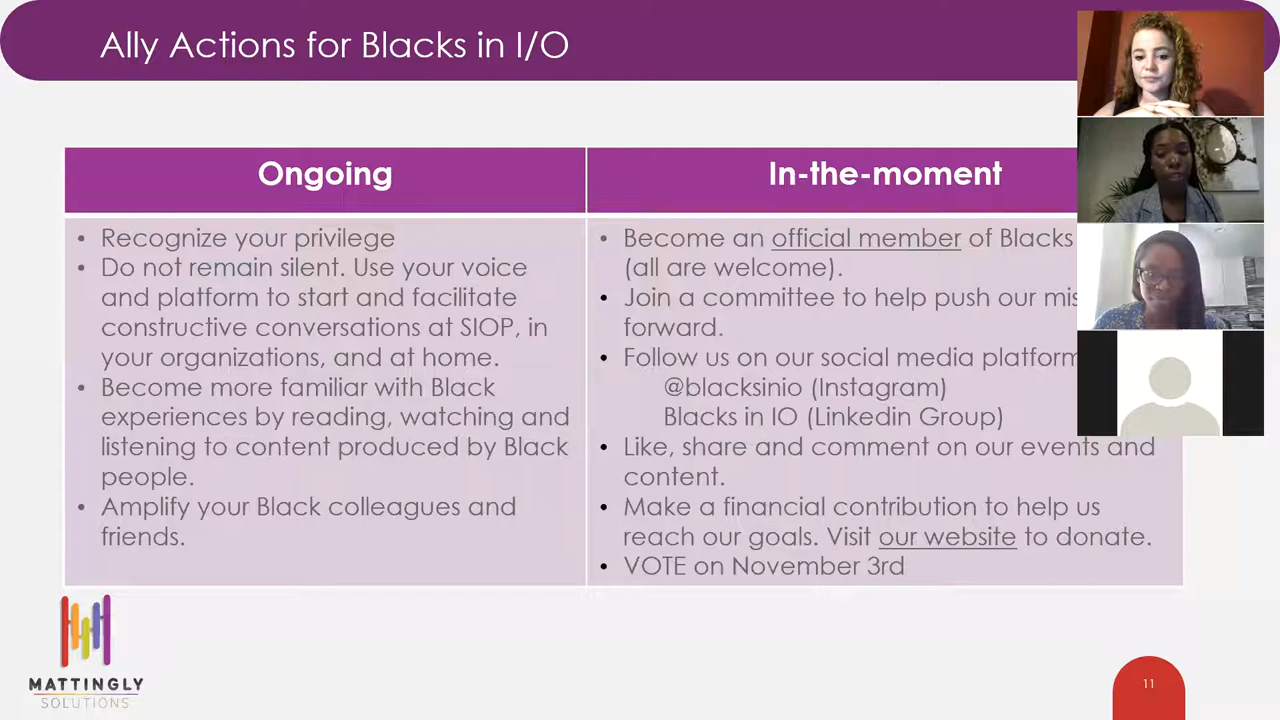 Ally Actions for Blacks in I/O
Ongoing
• Recognize your privilege
• Do not remain silent. Use your voice
and platform to start and facilitate
constructive conversations at SIOP, in
your organizations, and at home.
• Become more familiar with Black
experiences by reading, watching and
listening to content produced by Black
people.
• Amplify your Black colleagues and
friends.
In-the-moment
• Become an official member of Blacks
(all are welcome).
• Join a committee to help push our
forward.
• Follow us on our social media
@blacksinio (Instagram)
Blacks in IO (Linkedin Group)
• Like, share and comment on our events and
content.
• Make a financial contribution to help us
reach our goals. Visit our website to donate.
• VOTE on November 3rd
MATTINGLY
SOLUTIONS
11